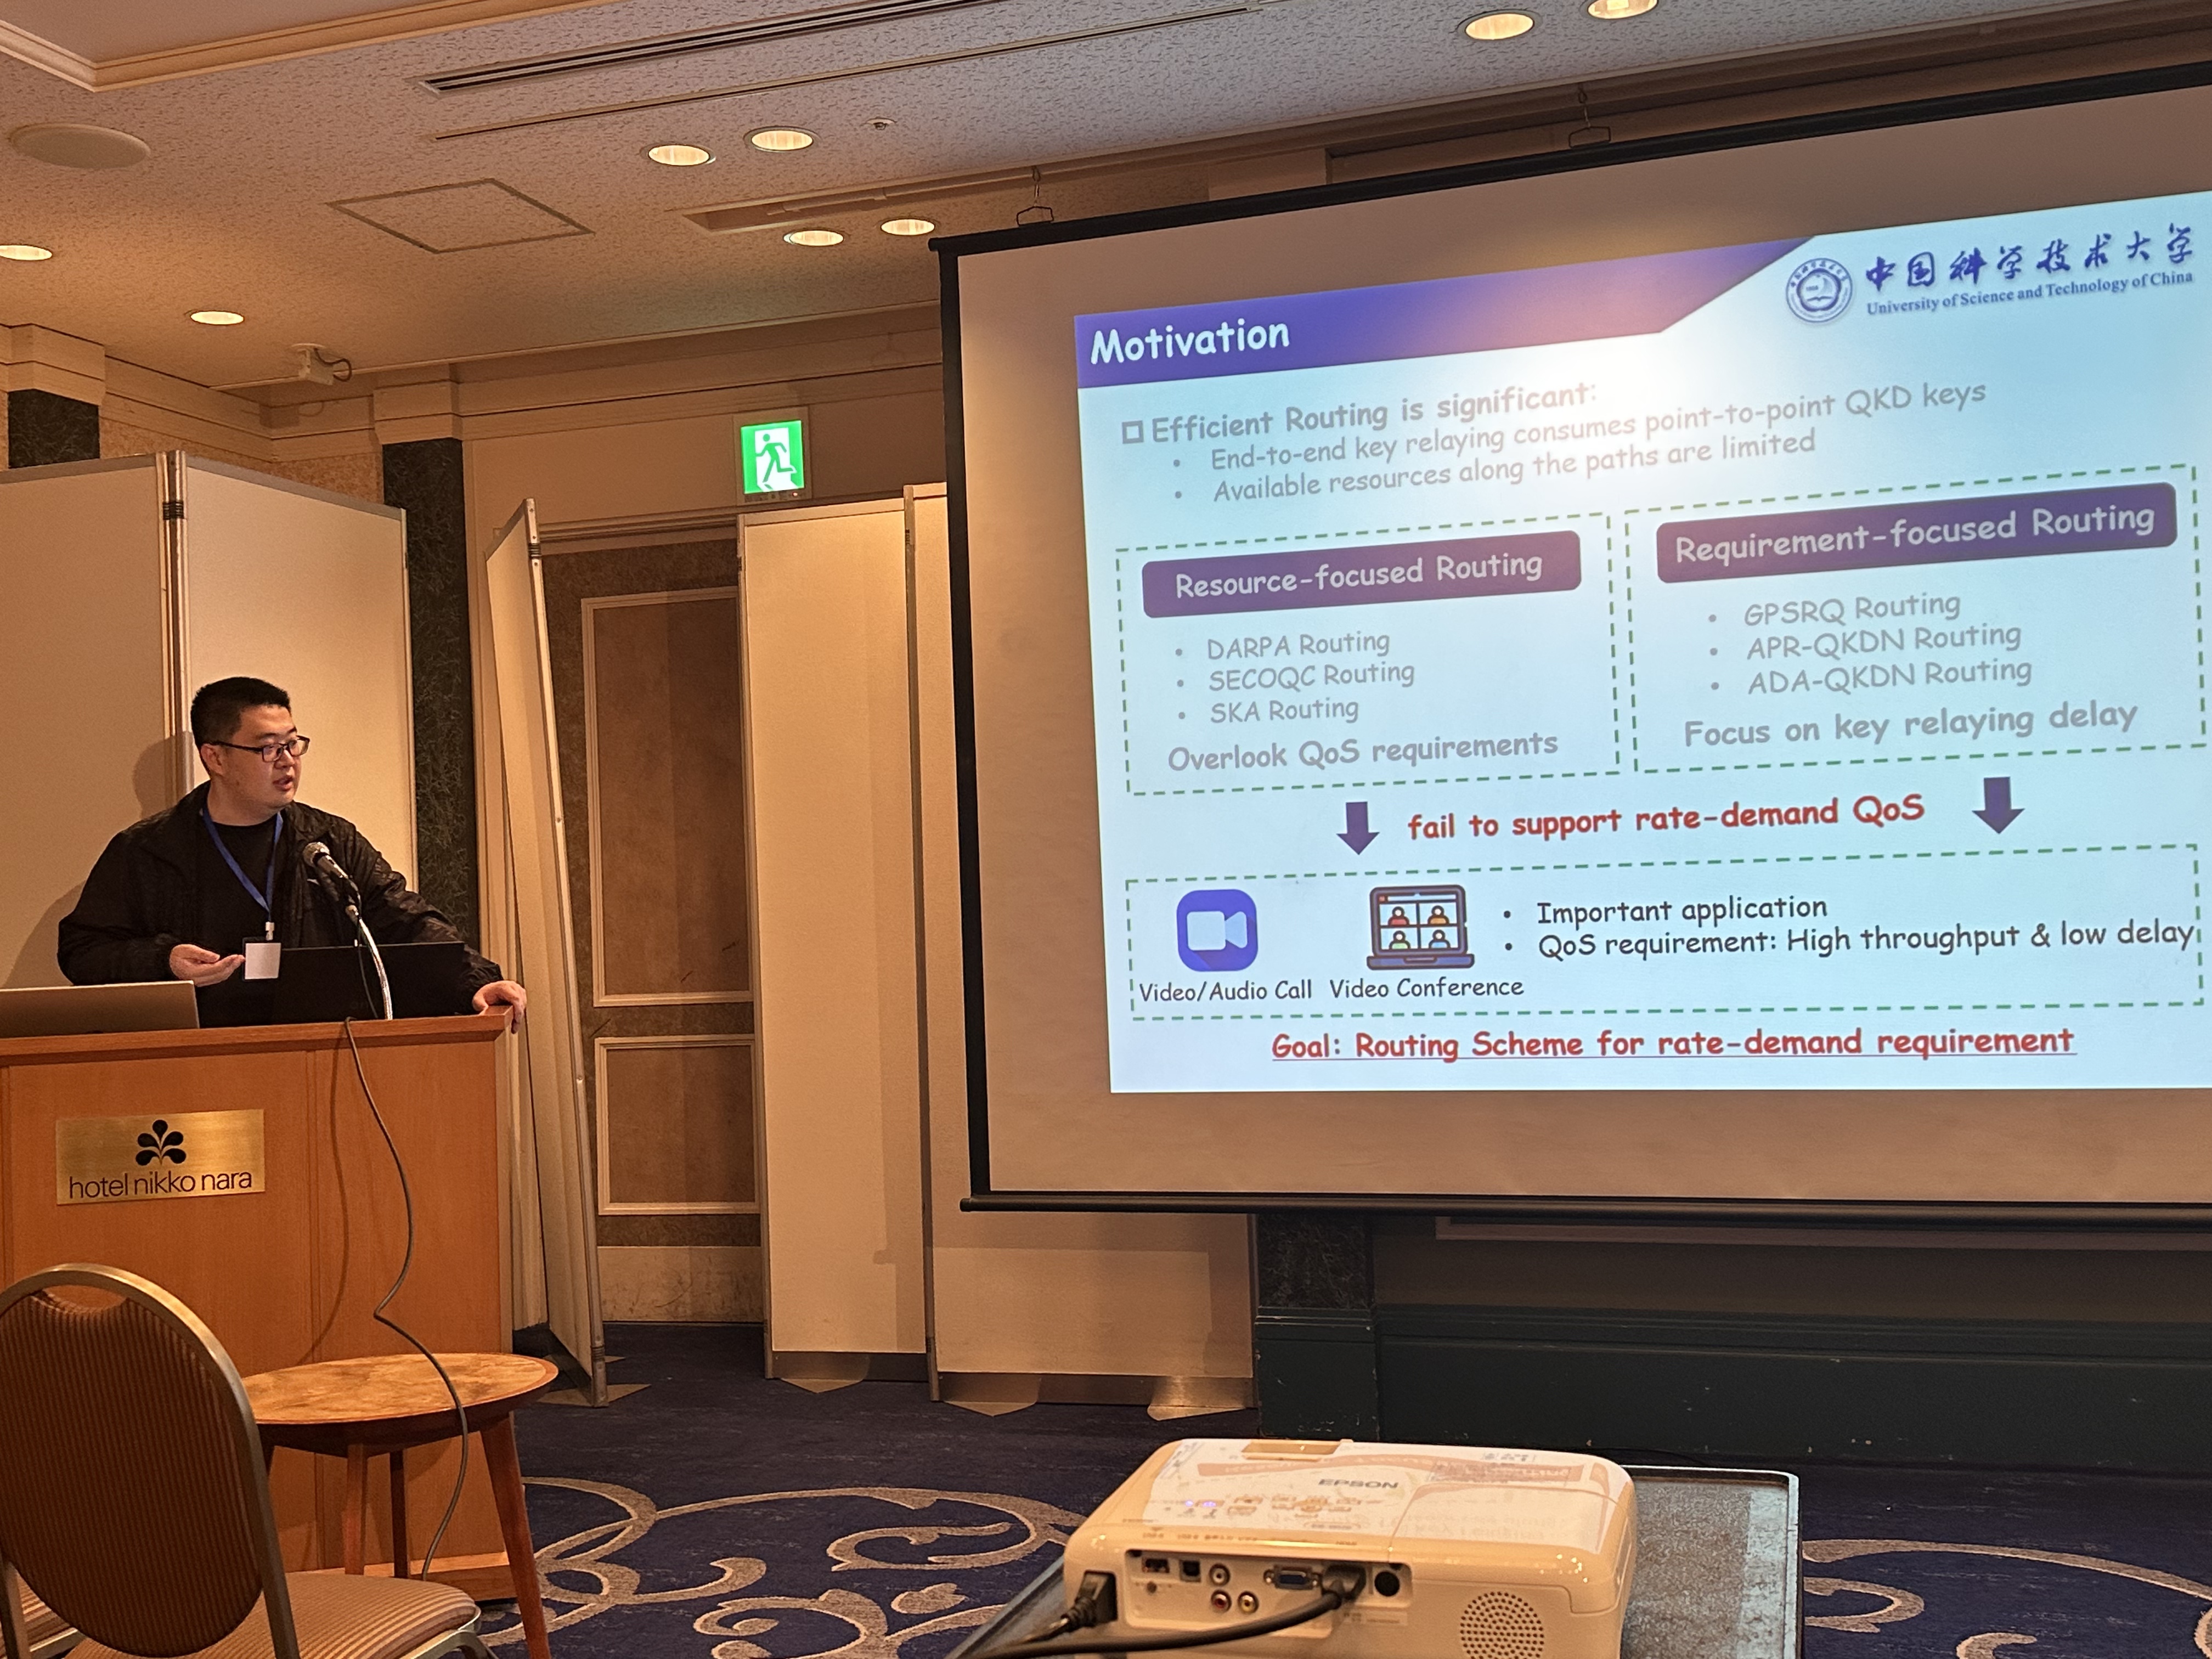 中国科学技术大学
University of Science and Technology of China
Motivation
Efficient Routing is significant:
• End-to-end key relaying consumes point-to-point QKD keys
• Available resources along the paths are limited
Resource-focused Routing
• DARPA Routing
• SECOQC Routing
• SKA Routing
Overlook QoS requirements
Requirement-focused Routing
• GPSRQ Routing
• APR-QKDN Routing
• ADA-QKDN Routing
Focus on key relaying delay
fail to support rate-demand QoS
Video/Audio Call
Video Conference
• Important application
• QoS requirement: High throughput & low delay
Goal: Routing Scheme for rate-demand requirement
hotel nikko nara
EPSON